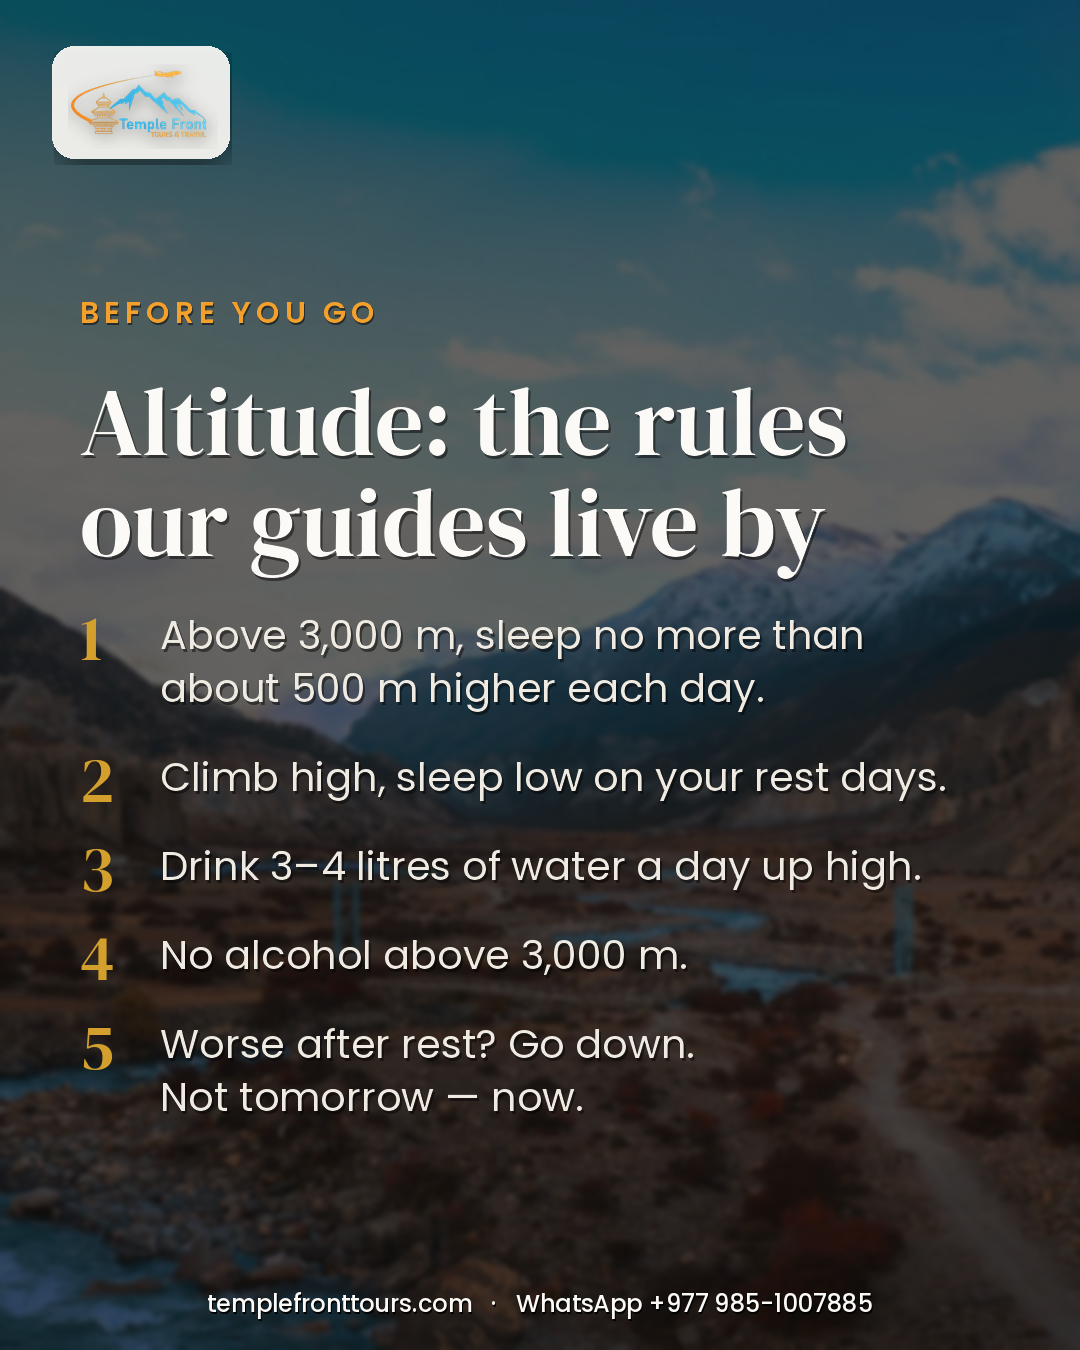 Temple Front
TOURS & TRAVEL
BEFORE YOU GO
Altitude: the rules
our guides live by
1 Above 3,000 m, sleep no more than
about 500 m higher each day.
2 Climb high, sleep low on your rest days.
3 Drink 3–4 litres of water a day up high.
4 No alcohol above 3,000 m.
5 Worse after rest? Go down.
Not tomorrow — now.
templefronttours.com · WhatsApp +977 985-1007885